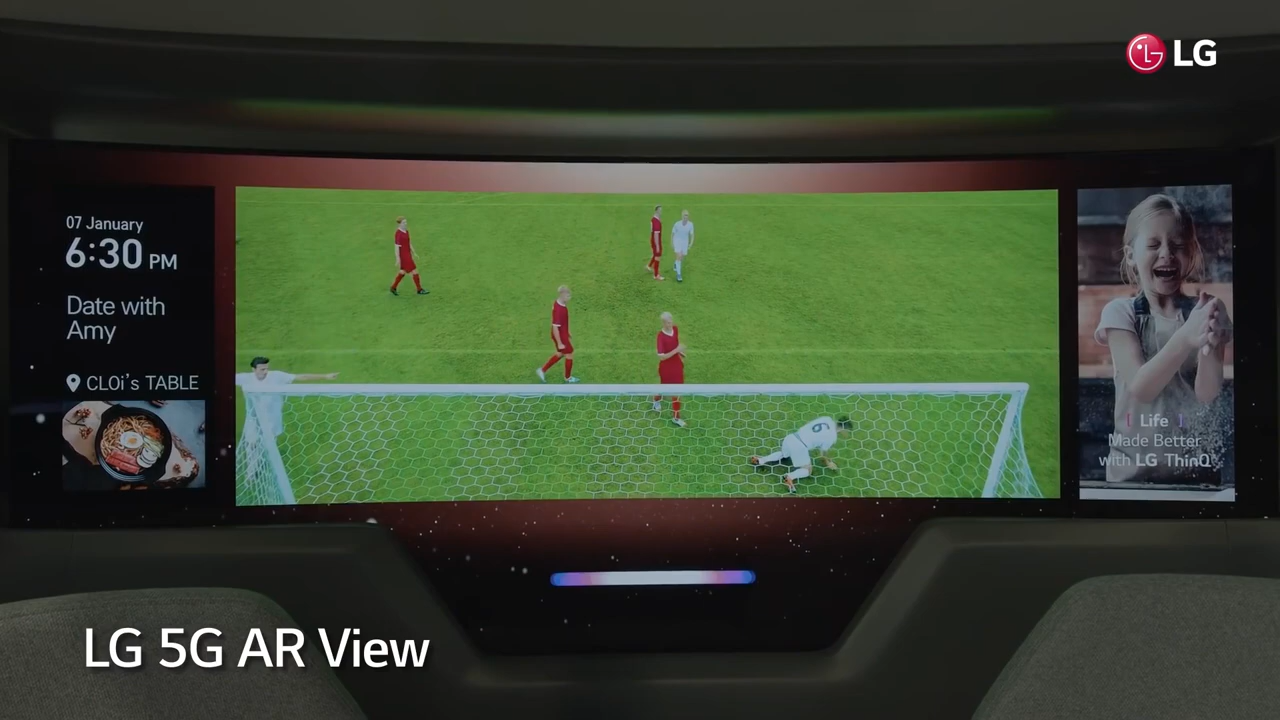 LG
07 January
6:30 PM
Date with
Amy
CLOi's TABLE
6
[ Life ]
Made Better
with LG ThinQ
LG 5G AR View